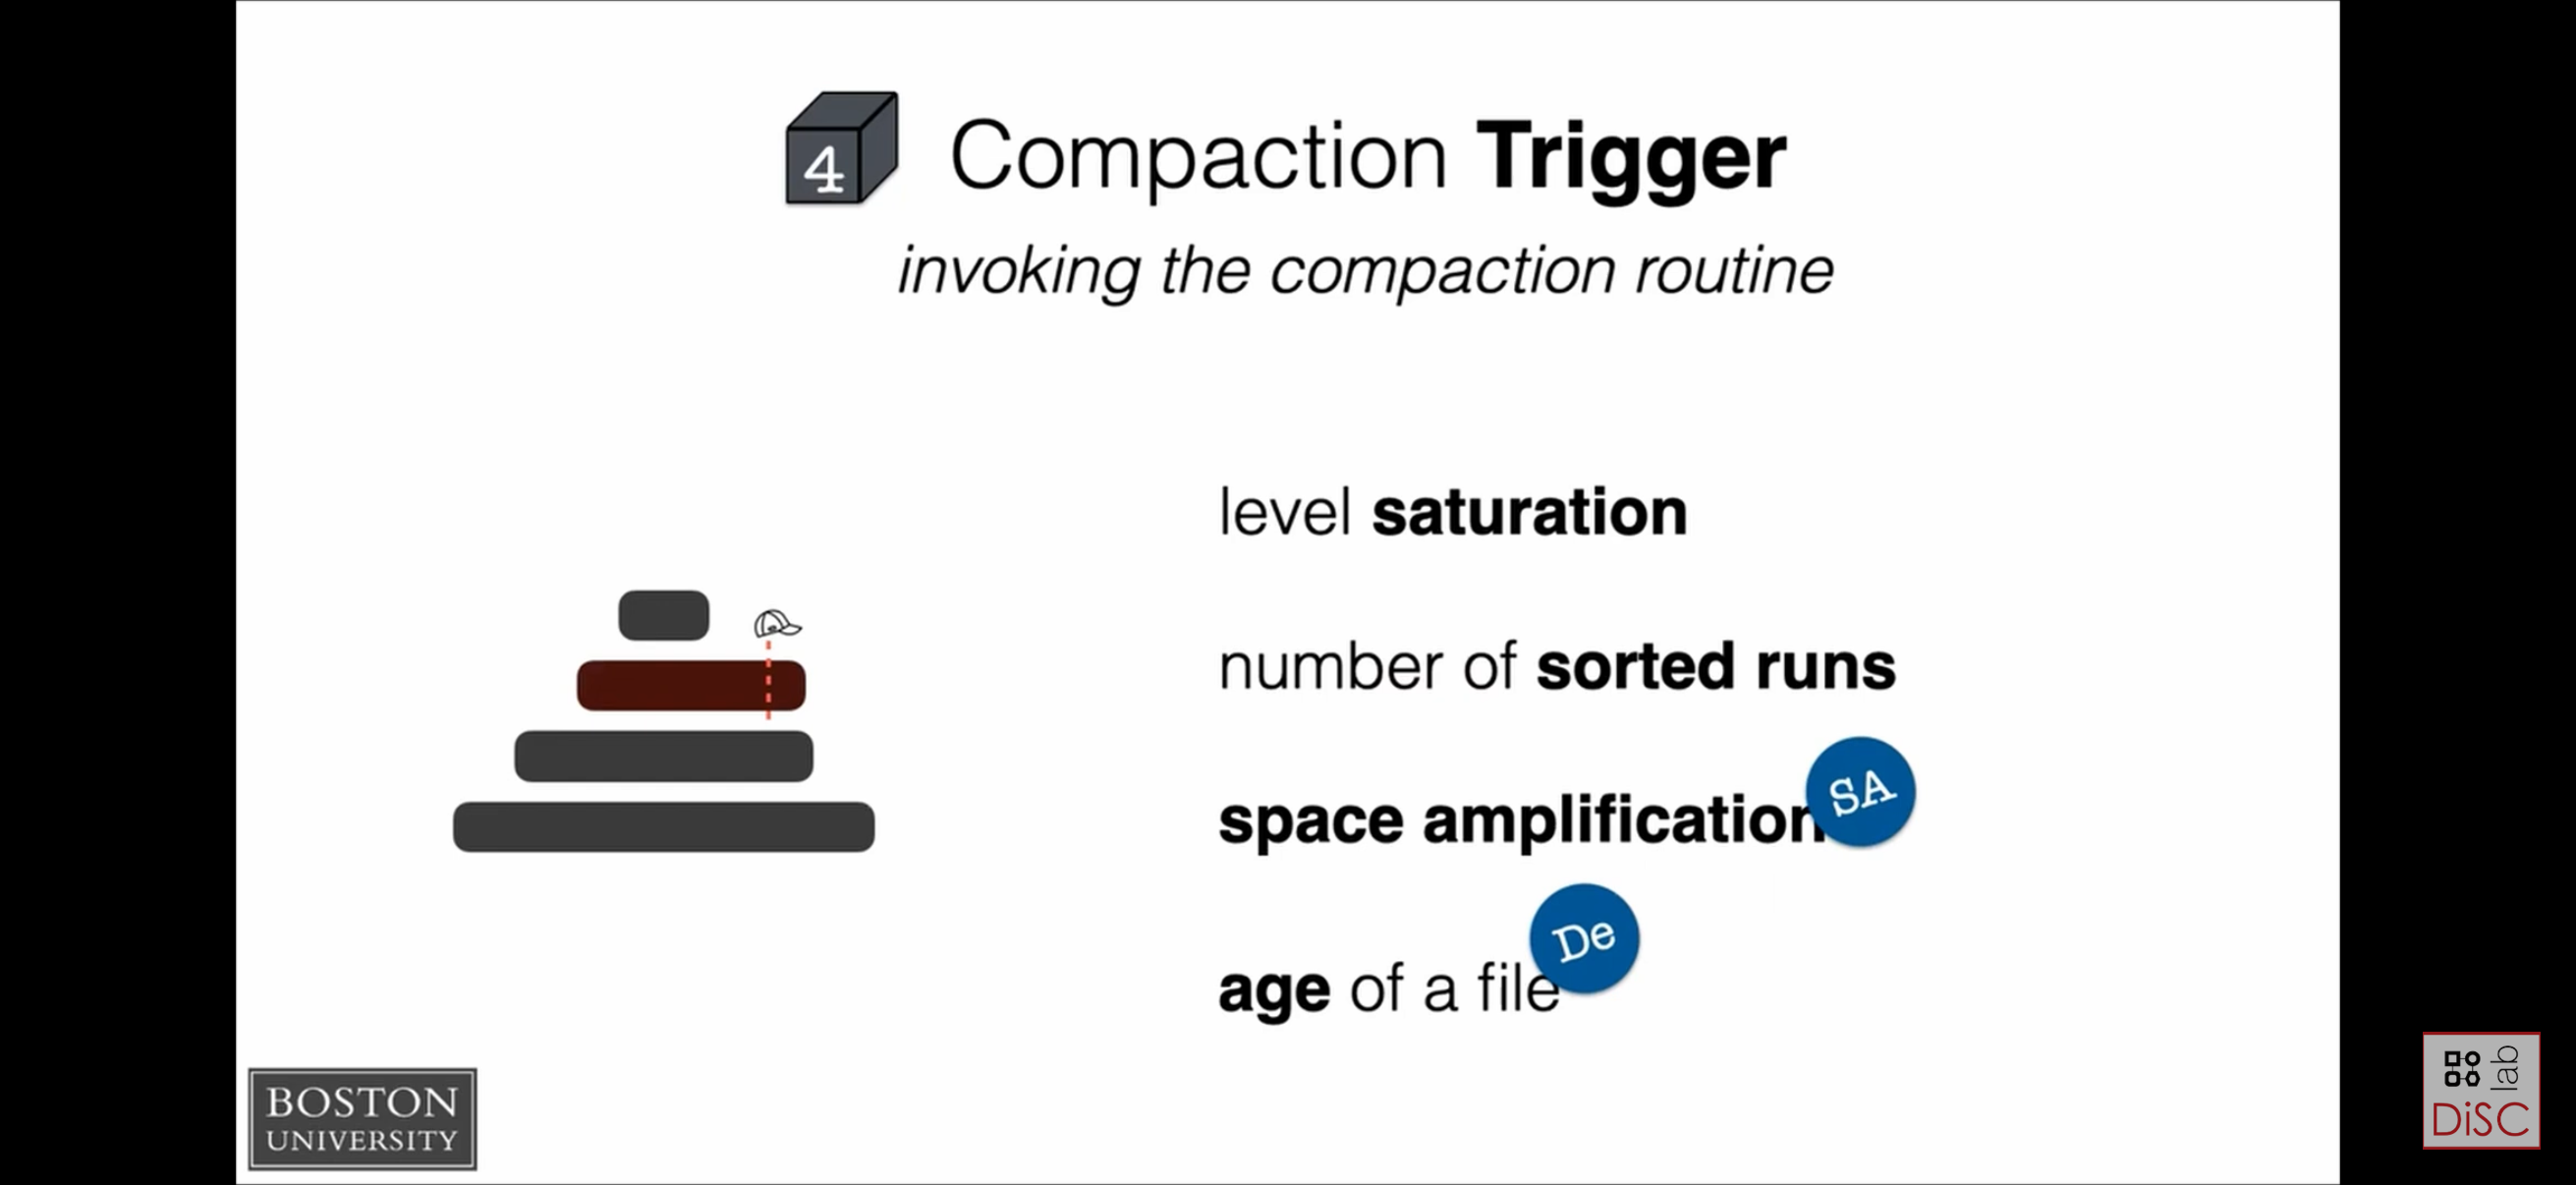 4
Compaction Trigger
invoking the compaction routine
level saturation
number of sorted runs
space amplification
SA
De
age of a file
BOSTON
UNIVERSITY
lab
DiSC